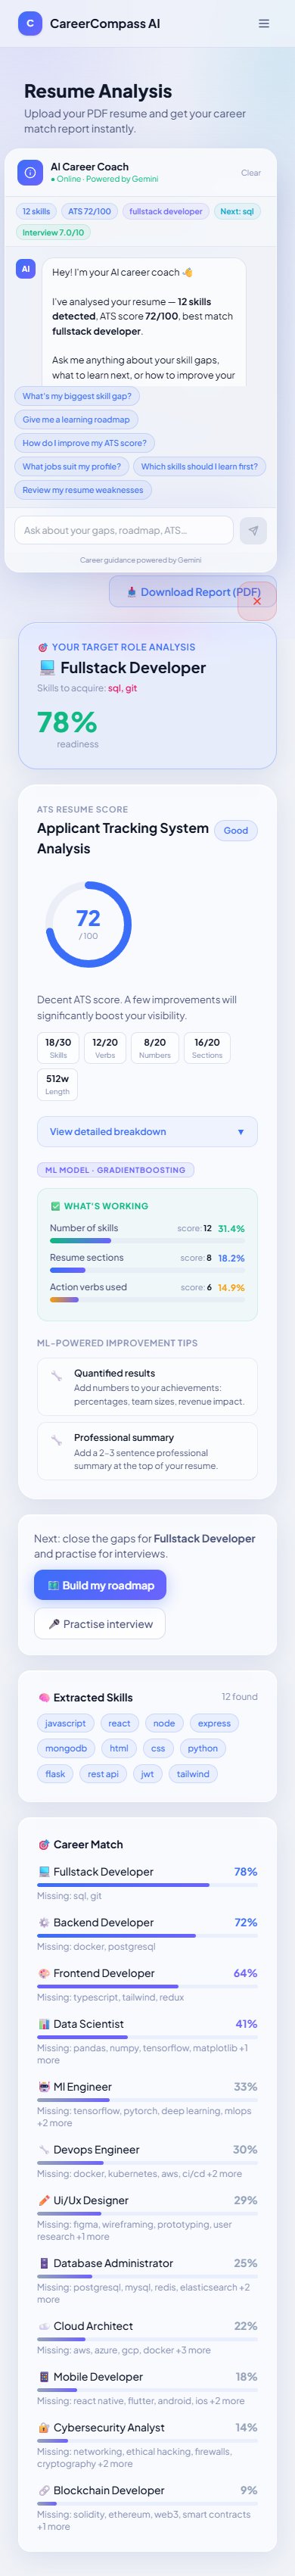 C CareerCompass AI
Resume Analysis
Upload your PDF resume and get your career
match report instantly.
AI Career Coach
Online · Powered by Gemini
Clear
12 skills ATS 72/100 fullstack developer Next: sql
Interview 7.0/10
AI
Hey! I'm your AI career coach 👋
I've analysed your resume — 12 skills
detected, ATS score 72/100, best match
fullstack developer.
Ask me anything about your skill gaps,
what to learn next, or how to improve your
What's my biggest skill gap?
Give me a learning roadmap
How do I improve my ATS score?
What jobs suit my profile? Which skills should I learn first?
Review my resume weaknesses
Ask about your gaps, roadmap, ATS...
Career guidance powered by Gemini
Download Report (PDF)
✕
🎯 YOUR TARGET ROLE ANALYSIS
💻 Fullstack Developer
Skills to acquire: sql, git
78%
readiness
ATS RESUME SCORE
Applicant Tracking System
Analysis
Good
72
/100
Decent ATS score. A few improvements will
significantly boost your visibility.
18/30 12/20 8/20 16/20
Skills Verbs Numbers Sections
512w
Length
View detailed breakdown ▼
ML MODEL · GRADIENTBOOSTING
✅ WHAT'S WORKING
Number of skills score: 12 31.4%
Resume sections score: 8 18.2%
Action verbs used score: 6 14.9%
ML-POWERED IMPROVEMENT TIPS
Quantified results
Add numbers to your achievements:
percentages, team sizes, revenue impact.
Professional summary
Add a 2–3 sentence professional
summary at the top of your resume.
Next: close the gaps for Fullstack Developer
and practise for interviews.
Build my roadmap
Practise interview
Extracted Skills 12 found
javascript react node express
mongodb html css python
flask rest api jwt tailwind
Career Match
Fullstack Developer 78%
Missing: sql, git
Backend Developer 72%
Missing: docker, postgresql
Frontend Developer 64%
Missing: typescript, tailwind, redux
Data Scientist 41%
Missing: pandas, numpy, tensorflow, matplotlib +1
more
Ml Engineer 33%
Missing: tensorflow, pytorch, deep learning, mlops
+2 more
Devops Engineer 30%
Missing: docker, kubernetes, aws, ci/cd +2 more
Ui/Ux Designer 29%
Missing: figma, wireframing, prototyping, user
research +1 more
Database Administrator 25%
Missing: postgresql, mysql, redis, elasticsearch +2
more
Cloud Architect 22%
Missing: aws, azure, gcp, docker +3 more
Mobile Developer 18%
Missing: react native, flutter, android, ios +2 more
Cybersecurity Analyst 14%
Missing: networking, ethical hacking, firewalls,
cryptography +2 more
Blockchain Developer 9%
Missing: solidity, ethereum, web3, smart contracts
+1 more